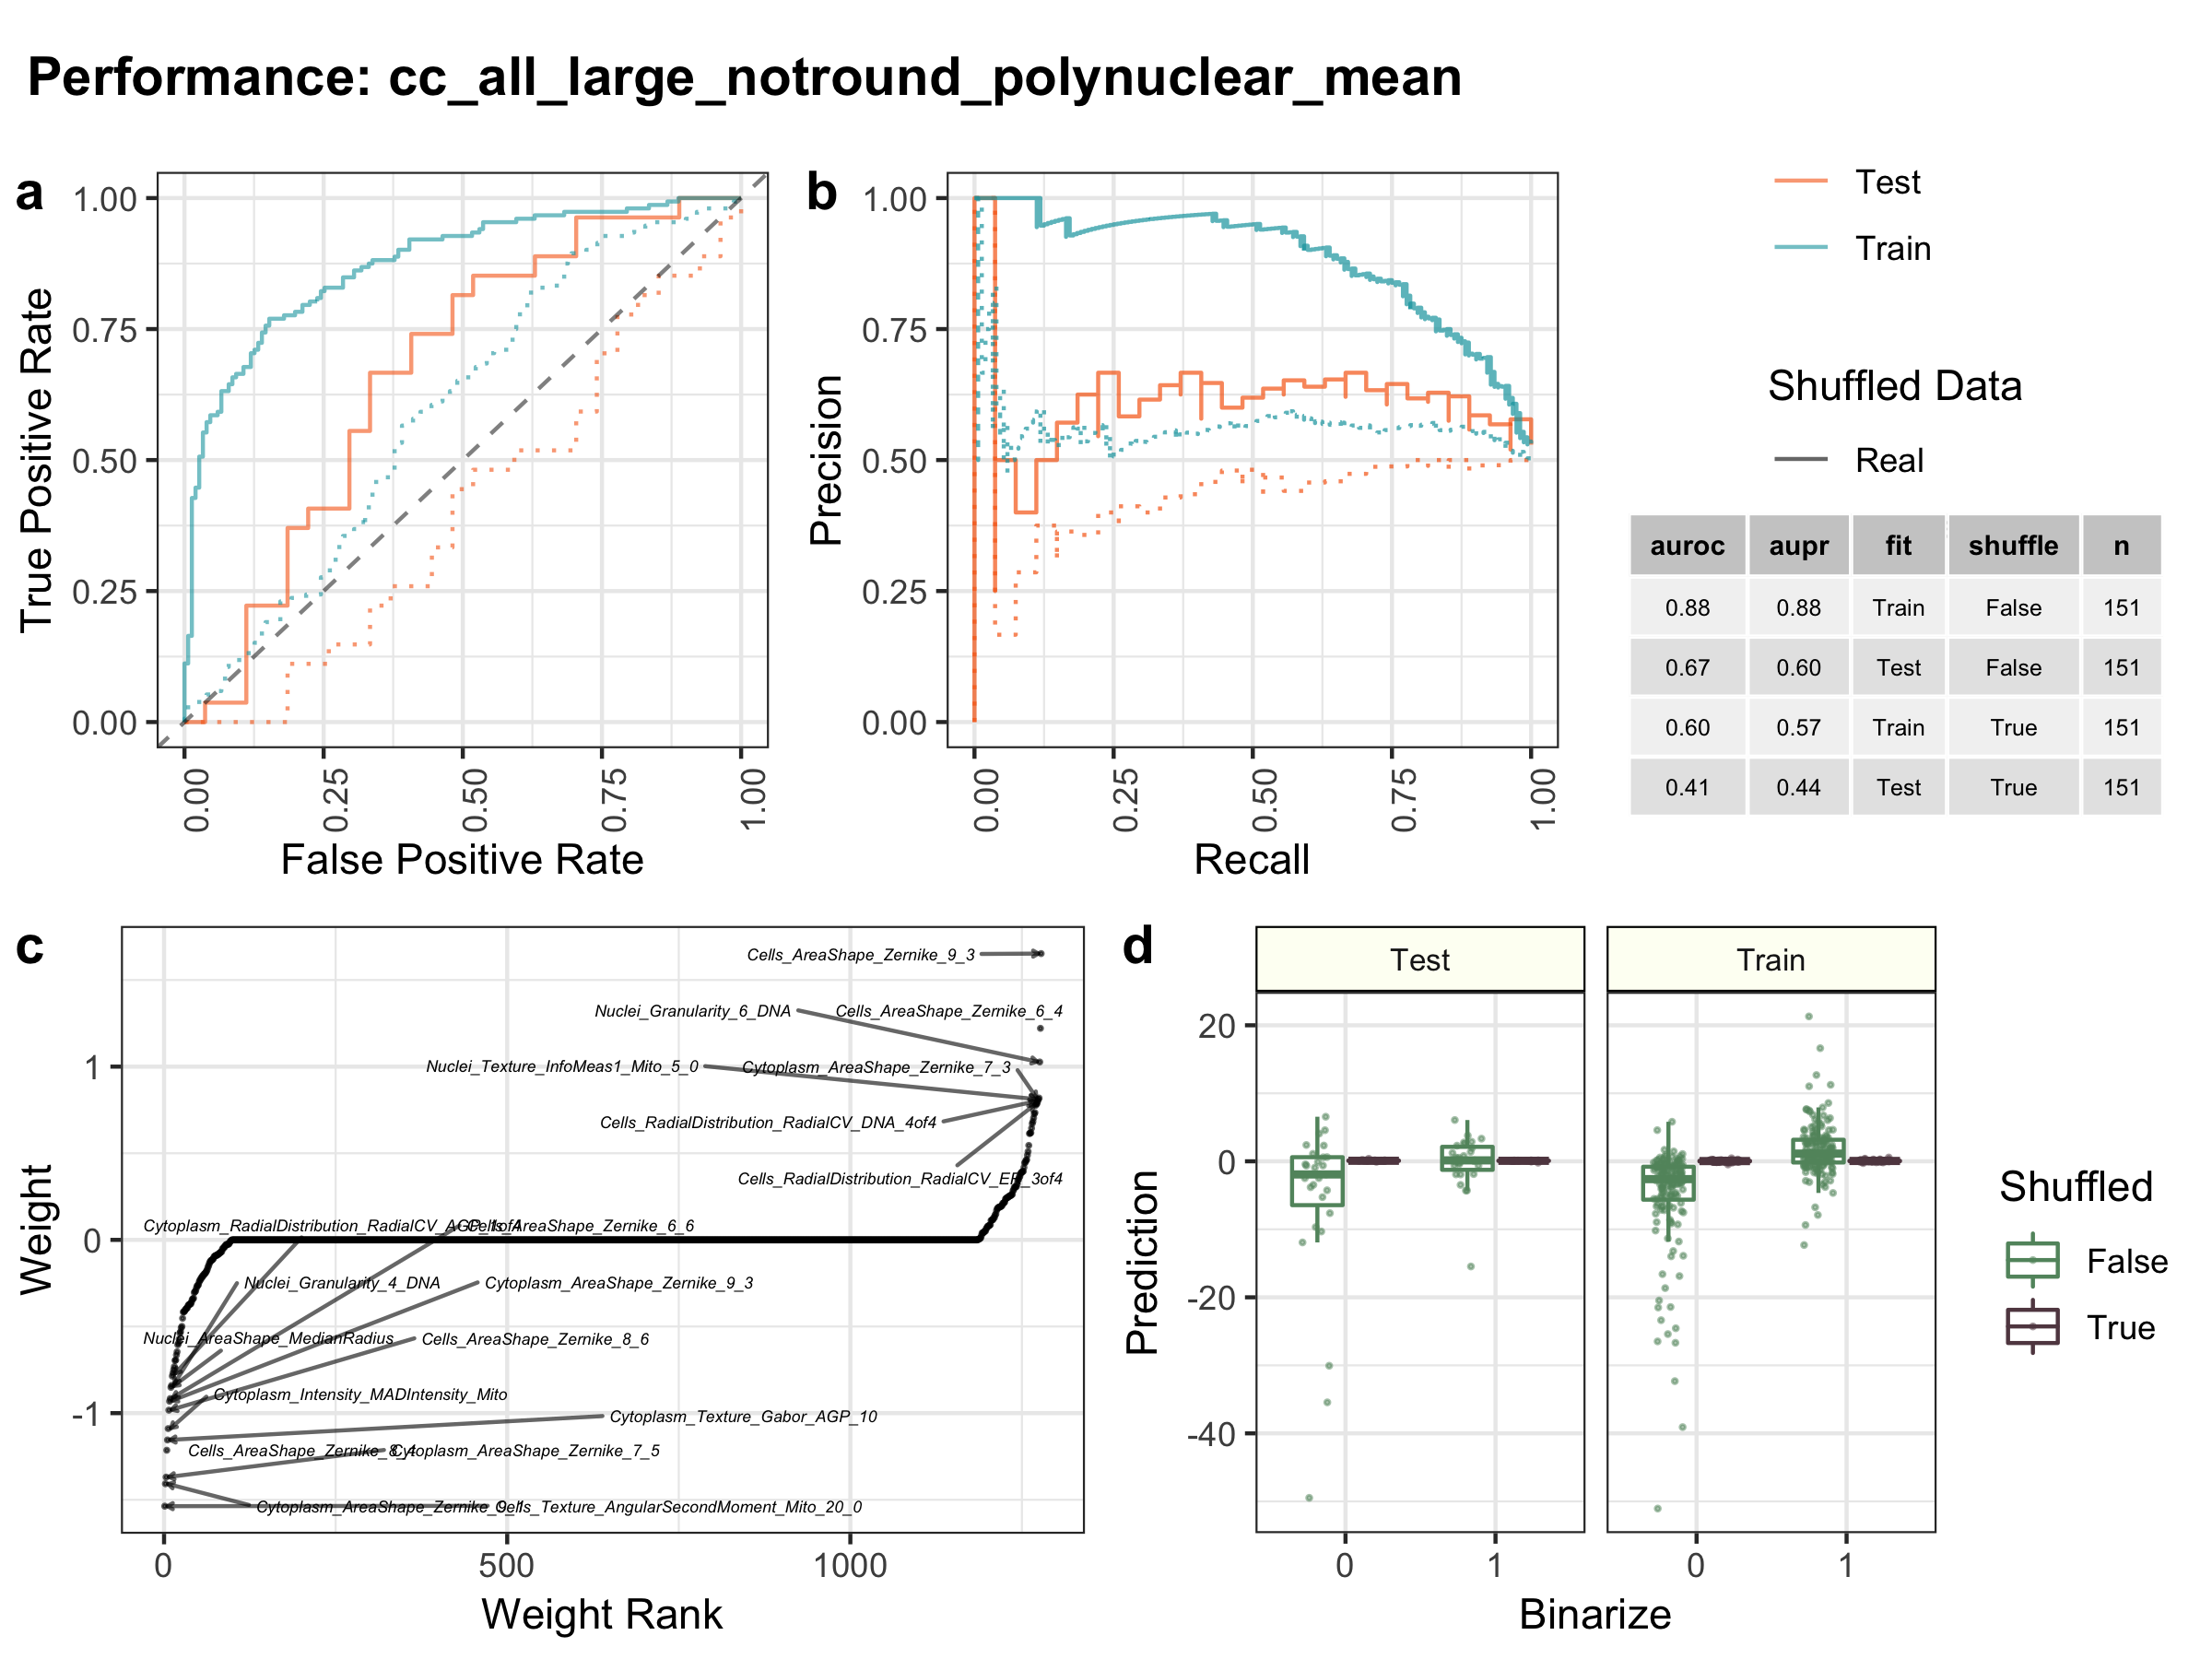 Performance: cc_all_large_notround_polynuclear_mean
a
1.00
0.75
0.50
0.25
0.00
True Positive Rate
0.00
0.25
0.50
0.75
1.00
False Positive Rate
b
1.00
0.75
0.50
0.25
0.00
Precision
0.00
0.25
0.50
0.75
1.00
Recall
Test
Train
Shuffled Data
Real
auroc aupr fit shuffle n
0.88 0.88 Train False 151
0.67 0.60 Test False 151
0.60 0.57 Train True 151
0.41 0.44 Test True 151
c
Cells_AreaShape_Zernike_9_3
Nuclei_Granularity_6_DNA
Cells_AreaShape_Zernike_6_4
Nuclei_Texture_InfoMeas1_Mito_5_0
Cytoplasm_AreaShape_Zernike_7_3
Cells_RadialDistribution_RadialCV_DNA_4of4
Cells_RadialDistribution_RadialCV_ER_3of4
Cytoplasm_RadialDistribution_RadialCV_AGP_1of4
Cells_AreaShape_Zernike_6_6
Nuclei_Granularity_4_DNA
Cytoplasm_AreaShape_Zernike_9_3
Nuclei_AreaShape_MedianRadius
Cells_AreaShape_Zernike_8_6
Cytoplasm_Intensity_MADIntensity_Mito
Cytoplasm_Texture_Gabor_AGP_10
Cells_AreaShape_Zernike_8_4
Cytoplasm_AreaShape_Zernike_7_5
Cytoplasm_AreaShape_Zernike_9_1
Cells_Texture_AngularSecondMoment_Mito_20_0
1
0
-1
Weight
0
500
1000
Weight Rank
d
Test
Train
20
0
-20
-40
Prediction
0
1
0
1
Binarize
Shuffled
False
True